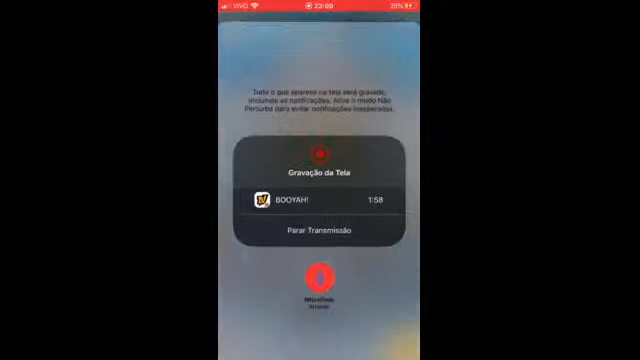 VIVO
23:00
25%
Tudo o que aparece na tela será gravado,
incluindo as notificações. Ative o modo Não
Perturbe para evitar notificações inesperadas.
Gravação da Tela
BOOYAH!
1:58
Parar Transmissão
Microfone